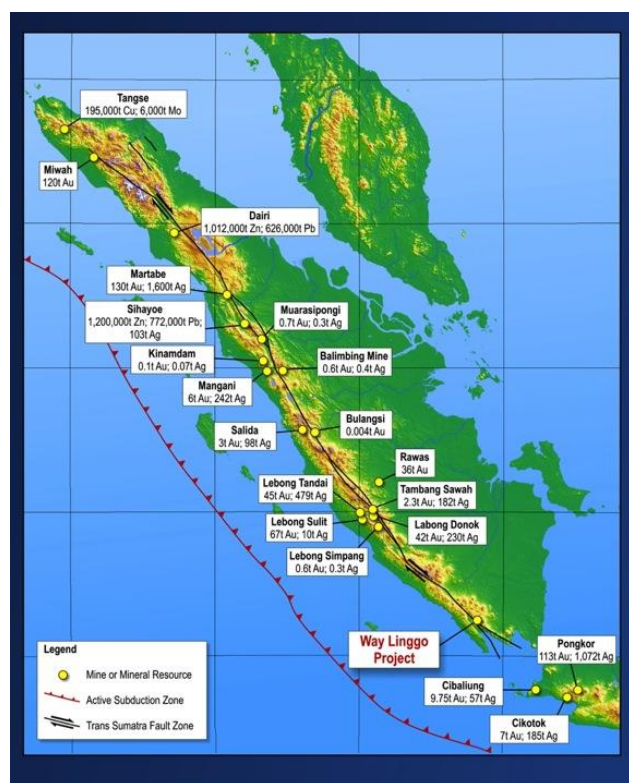 Tangse
195,000t Cu; 6,000t Mo
Miwah
120t Au
Dairi
1,012,000t Zn; 626,000t Pb
Martabe
130t Au; 1,600t Ag
Sihayoe
1,200,000t Zn; 772,000t Pb;
103t Ag
Muarasipongi
0.7t Au; 0.3t Ag
Kinamdam
0.1t Au; 0.07t Ag
Balimbing Mine
0.6t Au; 0.4t Ag
Mangani
6t Au; 242t Ag
Salida
3t Au; 98t Ag
Bulangsi
0.004t Au
Rawas
36t Au
Lebong Tandai
45t Au; 479t Ag
Tambang Sawah
2.3t Au; 182t Ag
Lebong Sulit
67t Au; 10t Ag
Labong Donok
42t Au; 230t Ag
Lebong Simpang
0.6t Au; 0.3t Ag
Way Linggo
Project
Pongkor
113t Au; 1,072t Ag
Cibaliung
9.75t Au; 57t Ag
Cikotok
7t Au; 185t Ag
Legend
Mine or Mineral Resource
Active Subduction Zone
Trans Sumatra Fault Zone